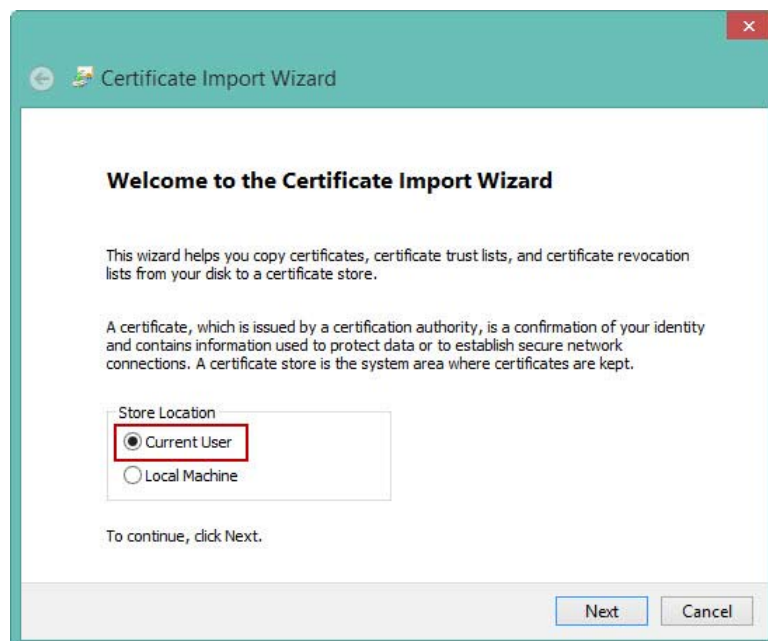 Certificate Import Wizard
Welcome to the Certificate Import Wizard
This wizard helps you copy certificates, certificate trust lists, and certificate revocation
lists from your disk to a certificate store.
A certificate, which is issued by a certification authority, is a confirmation of your identity
and contains information used to protect data or to establish secure network
connections. A certificate store is the system area where certificates are kept.
Store Location
Current User
Local Machine
To continue, click Next.
Next Cancel